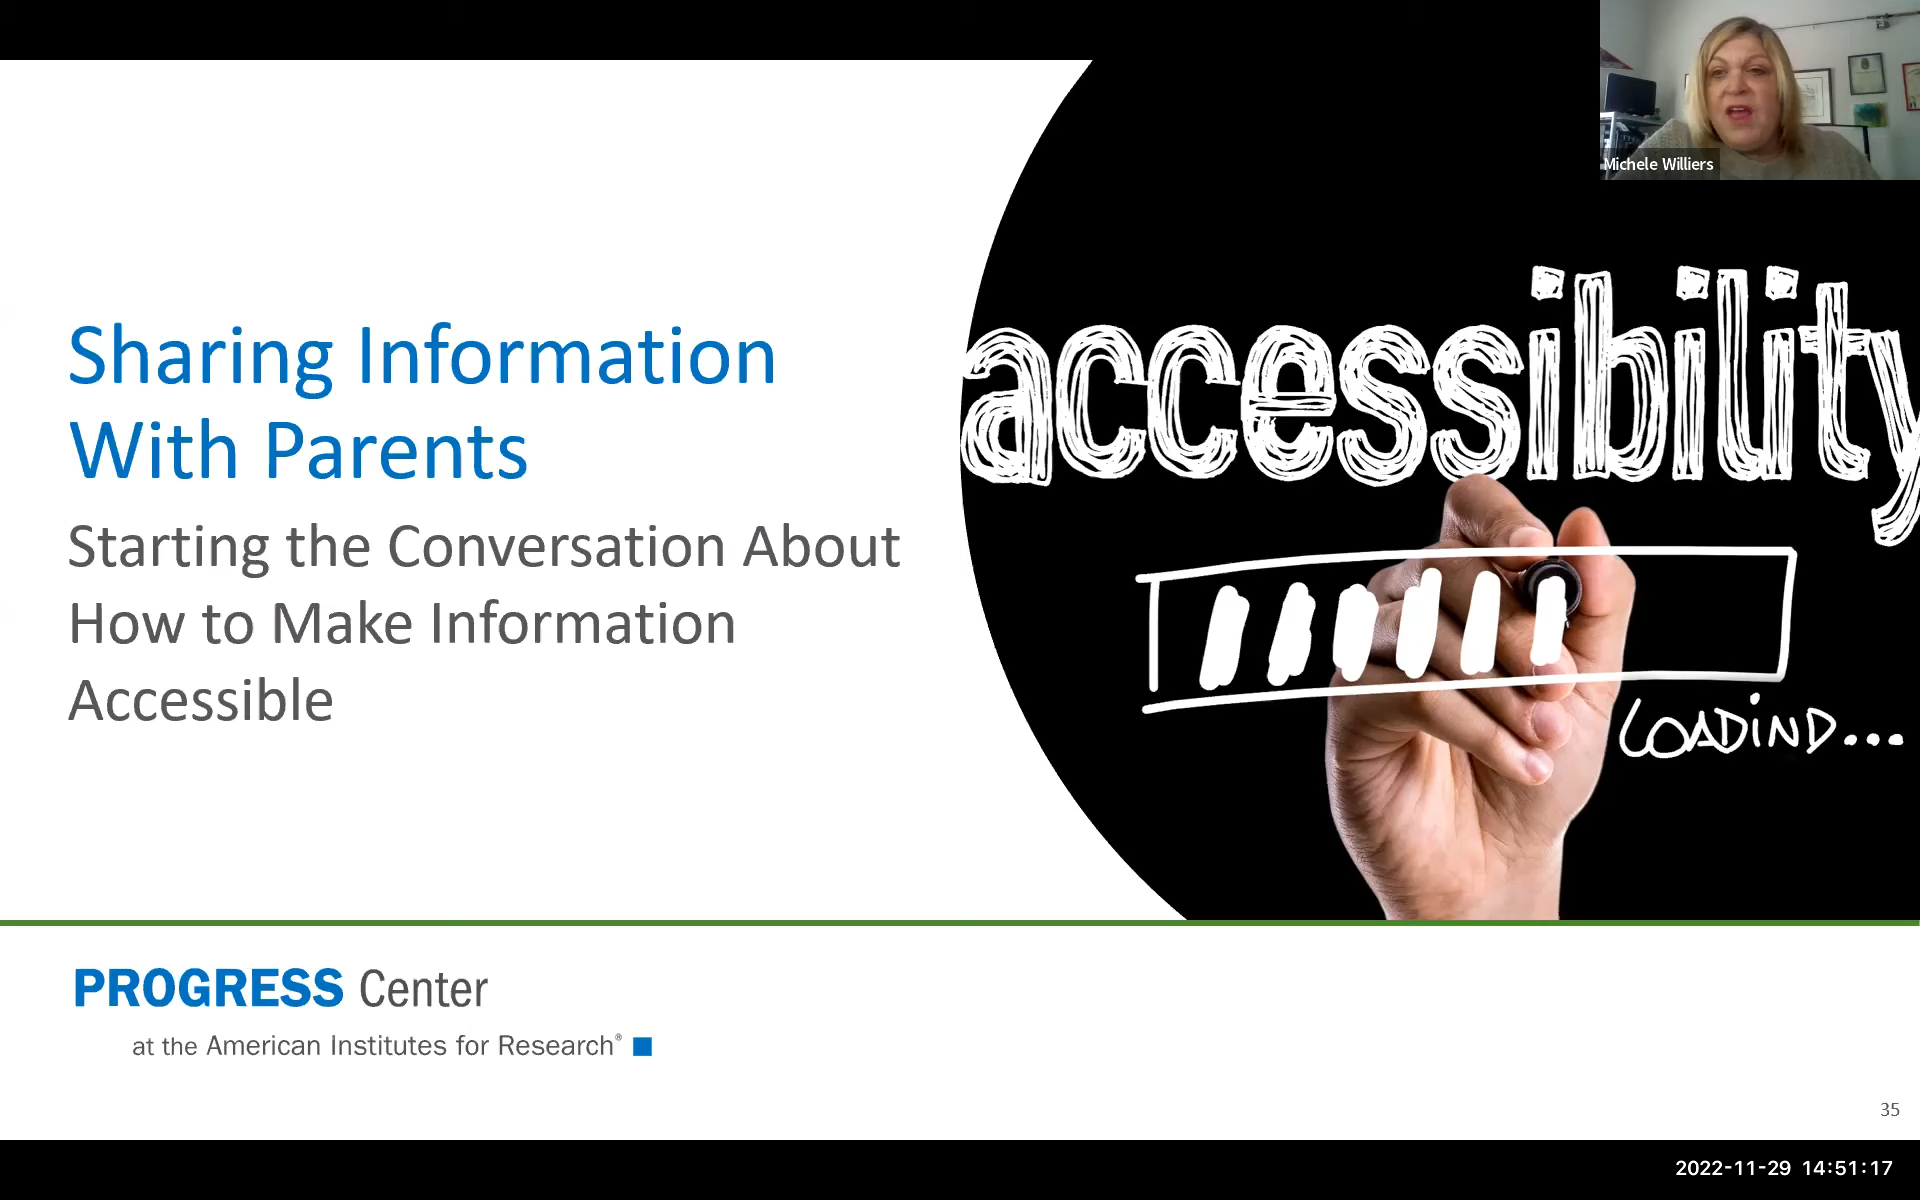 Michele Williers
accessibility
Sharing Information
With Parents
Starting the Conversation About
How to Make Information
Accessible
LOADIND...
PROGRESS Center
at the American Institutes for Research®
35
2022-11-29 14:51:17